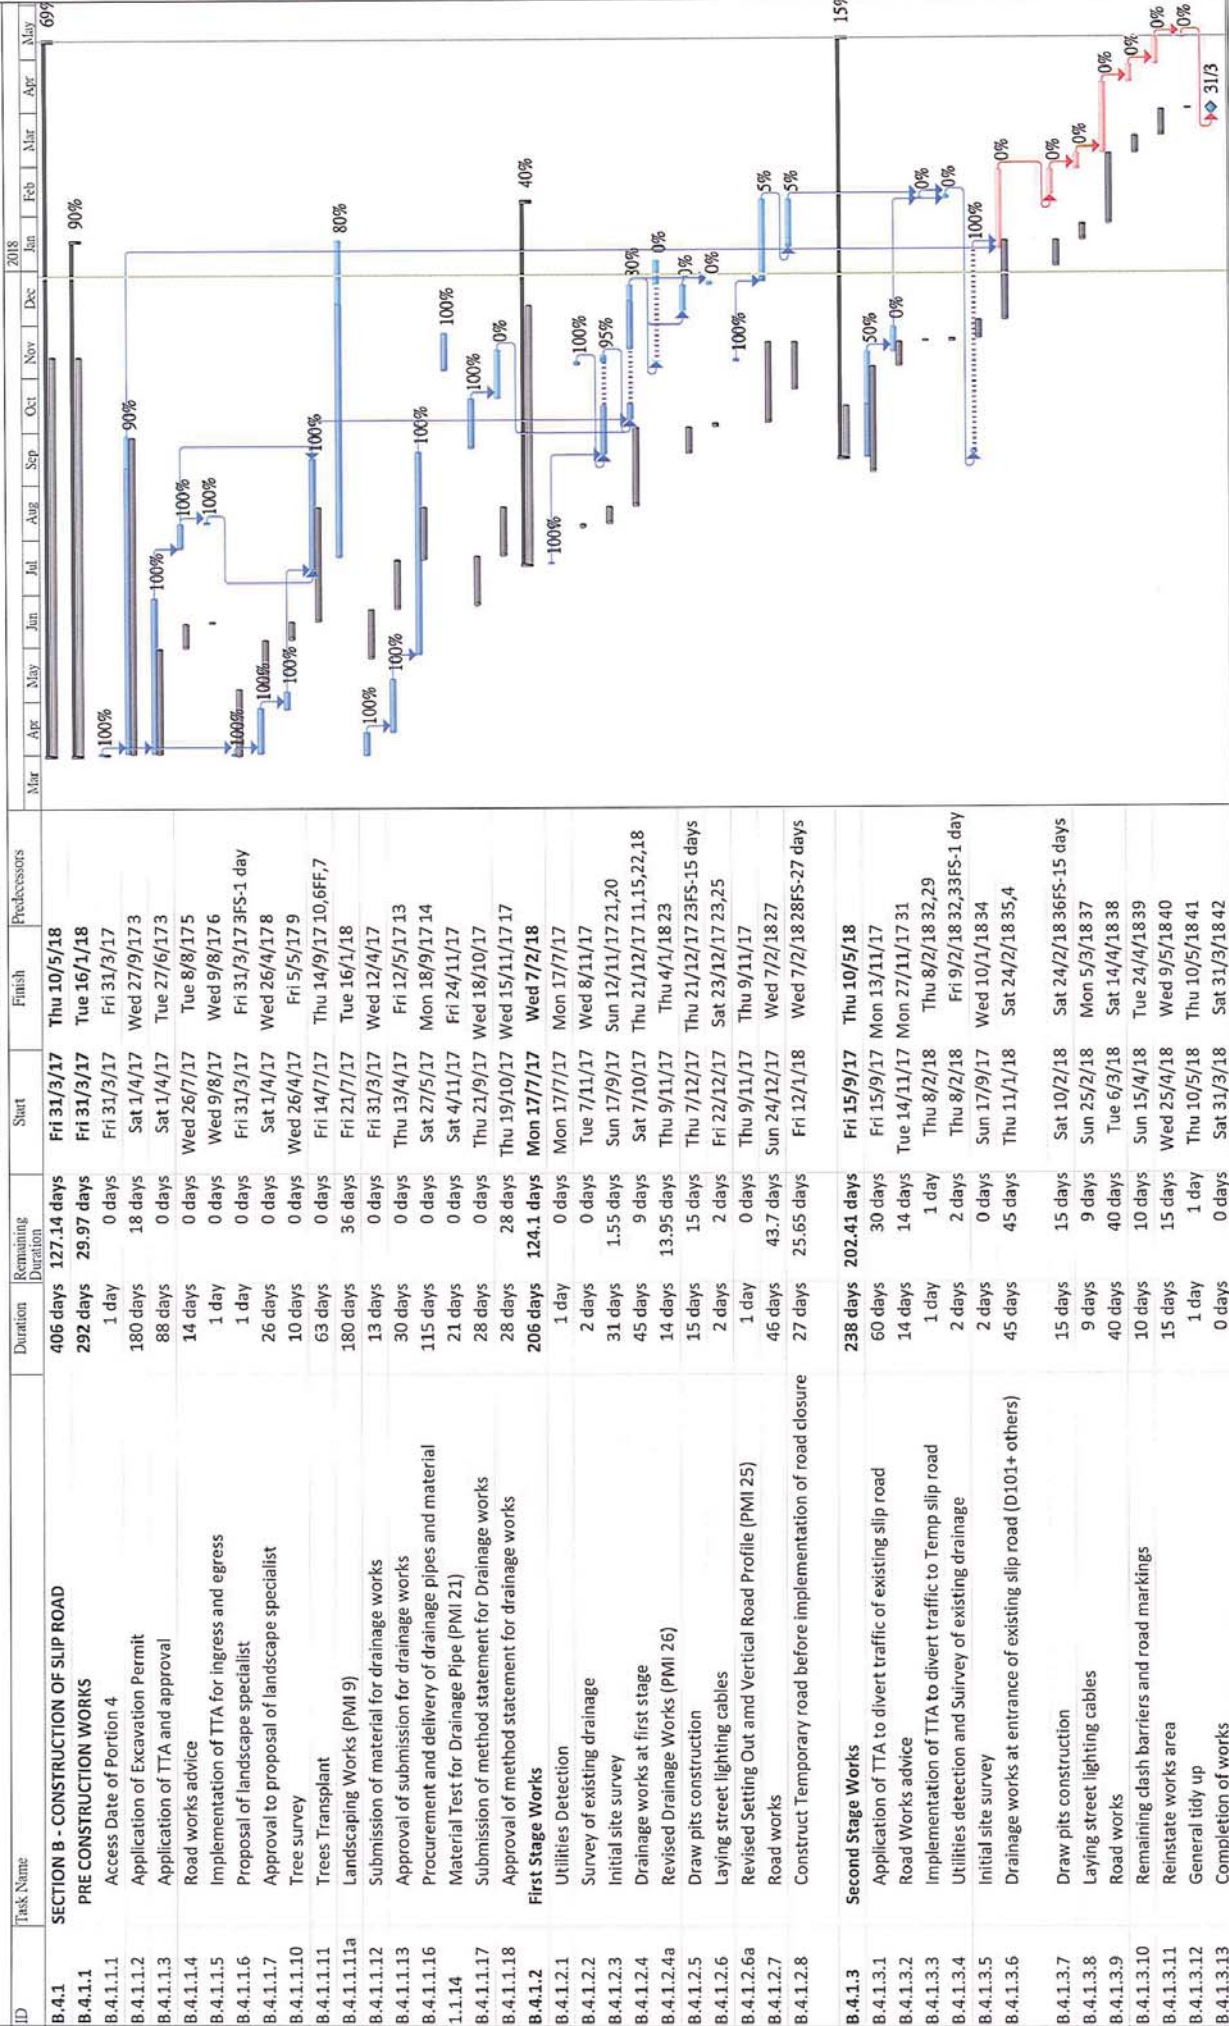 ID Task Name Duration Remaining Duration Start Finish Predecessors 2018
Mar Apr May Jun Jul Aug Sep Oct Nov Dec Jan Feb Mar Apr May
B.4.1 SECTION B - CONSTRUCTION OF SLIP ROAD 406 days 127.14 days Fri 31/3/17 Thu 10/5/18 69%
B.4.1.1 PRE CONSTRUCTION WORKS 292 days 29.97 days Fri 31/3/17 Tue 16/1/18 90%
B.4.1.1.1 Access Date of Portion 4 1 day 0 days Fri 31/3/17 Fri 31/3/17 100%
B.4.1.1.2 Application of Excavation Permit 180 days 18 days Sat 1/4/17 Wed 27/9/17 3 90%
B.4.1.1.3 Application of TTA and approval 88 days 0 days Sat 1/4/17 Tue 27/6/17 3 100%
B.4.1.1.4 Road works advice 14 days 0 days Wed 26/7/17 Tue 8/8/17 5 100%
B.4.1.1.5 Implementation of TTA for ingress and egress 1 day 0 days Wed 9/8/17 Wed 9/8/17 6 100%
B.4.1.1.6 Proposal of landscape specialist 1 day 0 days Fri 31/3/17 Fri 31/3/17 3FS-1 day 100%
B.4.1.1.7 Approval to proposal of landscape specialist 26 days 0 days Sat 1/4/17 Wed 26/4/17 8 100%
B.4.1.1.10 Tree survey 10 days 0 days Wed 26/4/17 Fri 5/5/17 9 100%
B.4.1.1.11 Trees Transplant 63 days 0 days Fri 14/7/17 Thu 14/9/17 10,6FF,7 100%
B.4.1.1.11a Landscaping Works (PMI 9) 180 days 36 days Fri 21/7/17 Tue 16/1/18 80%
B.4.1.1.12 Submission of material for drainage works 13 days 0 days Fri 31/3/17 Wed 12/4/17 100%
B.4.1.1.13 Approval of submission for drainage works 30 days 0 days Thu 13/4/17 Fri 12/5/17 13 100%
B.4.1.1.16 Procurement and delivery of drainage pipes and material 115 days 0 days Sat 27/5/17 Mon 18/9/17 14 100%
1.1.14 Material Test for Drainage Pipe (PMI 21) 21 days 0 days Sat 4/11/17 Fri 24/11/17 100%
B.4.1.1.17 Submission of method statement for Drainage works 28 days 0 days Thu 21/9/17 Wed 18/10/17 100%
B.4.1.1.18 Approval of method statement for drainage works 28 days 28 days Thu 19/10/17 Wed 15/11/17 17 0%
B.4.1.2 First Stage Works 206 days 124.1 days Mon 17/7/17 Wed 7/2/18 40%
B.4.1.2.1 Utilities Detection 1 day 0 days Mon 17/7/17 Mon 17/7/17 100%
B.4.1.2.2 Survey of existing drainage 2 days 0 days Tue 7/11/17 Wed 8/11/17 100%
B.4.1.2.3 Initial site survey 31 days 1.55 days Sun 17/9/17 Sun 12/11/17 21,20 95%
B.4.1.2.4 Drainage works at first stage 45 days 9 days Sat 7/10/17 Thu 21/12/17 11,15,22,18 80%
B.4.1.2.4a Revised Drainage Works (PMI 26) 14 days 13.95 days Thu 9/11/17 Thu 4/1/18 23 0%
B.4.1.2.5 Draw pits construction 15 days 15 days Thu 7/12/17 Thu 21/12/17 23FS-15 days 0%
B.4.1.2.6 Laying street lighting cables 2 days 2 days Fri 22/12/17 Sat 23/12/17 23,25 0%
B.4.1.2.6a Revised Setting Out amd Vertical Road Profile (PMI 25) 1 day 0 days Thu 9/11/17 Thu 9/11/17 100%
B.4.1.2.7 Road works 46 days 43.7 days Sun 24/12/17 Wed 7/2/18 27 5%
B.4.1.2.8 Construct Temporary road before implementation of road closure 27 days 25.65 days Fri 12/1/18 Wed 7/2/18 28FS-27 days 5%
B.4.1.3 Second Stage Works 238 days 202.41 days Fri 15/9/17 Thu 10/5/18 15%
B.4.1.3.1 Application of TTA to divert traffic of existing slip road 60 days 30 days Fri 15/9/17 Mon 13/11/17 50%
B.4.1.3.2 Road Works advice 14 days 14 days Tue 14/11/17 Mon 27/11/17 31 0%
B.4.1.3.3 Implementation of TTA to divert traffic to Temp slip road 1 day 1 day Thu 8/2/18 Thu 8/2/18 32,29 0%
B.4.1.3.4 Utilities detection and Suirvey of existing drainage 2 days 2 days Thu 8/2/18 Fri 9/2/18 32,33FS-1 day 0%
B.4.1.3.5 Initial site survey 2 days 0 days Sun 17/9/17 Wed 10/1/18 34 100%
B.4.1.3.6 Drainage works at entrance of existing slip road (D101+ others) 45 days 45 days Thu 11/1/18 Sat 24/2/18 35,4 0%
B.4.1.3.7 Draw pits construction 15 days 15 days Sat 10/2/18 Sat 24/2/18 36FS-15 days 0%
B.4.1.3.8 Laying street lighting cables 9 days 9 days Sun 25/2/18 Mon 5/3/18 37 0%
B.4.1.3.9 Road works 40 days 40 days Tue 6/3/18 Sat 14/4/18 38 0%
B.4.1.3.10 Remaining clash barriers and road markings 10 days 10 days Sun 15/4/18 Tue 24/4/18 39 0%
B.4.1.3.11 Reinstate works area 15 days 15 days Wed 25/4/18 Wed 9/5/18 40 0%
B.4.1.3.12 General tidy up 1 day 1 day Thu 10/5/18 Thu 10/5/18 41 0%
B.4.1.3.13 Completion of works 0 days 0 days Sat 31/3/18 Sat 31/3/18 42 31/3